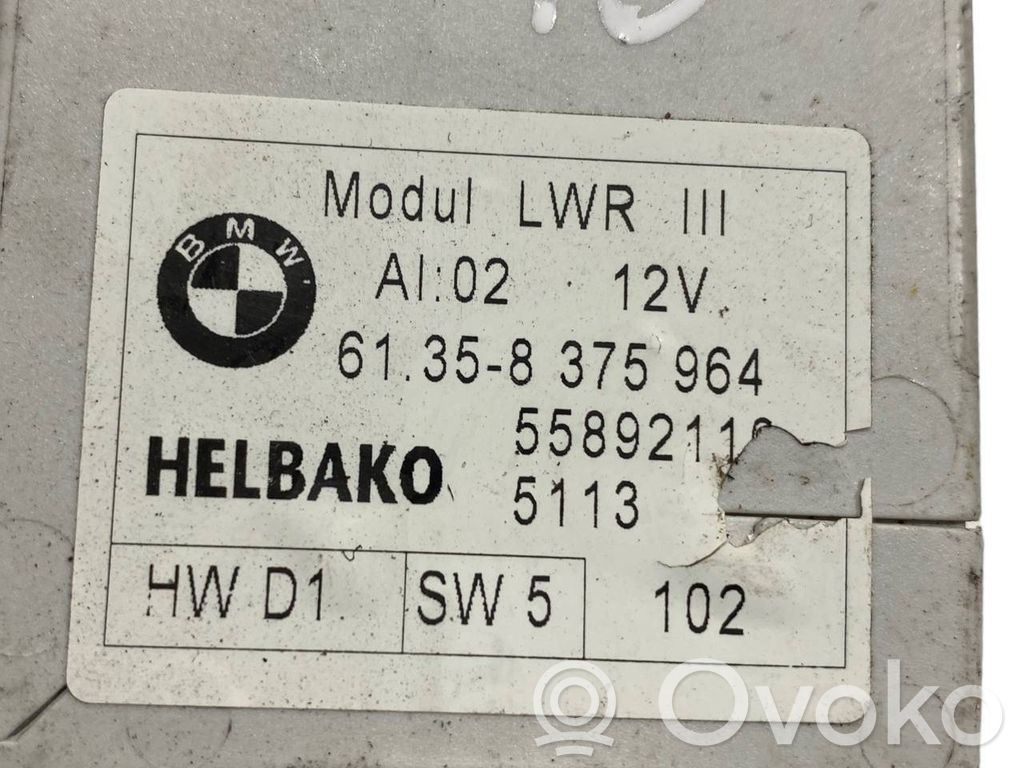 Modul LWR III
BMW
AI:02 12V
61.35-8 375 964
HELBAKO
5113
HW D1 SW 5 102
Ovoko